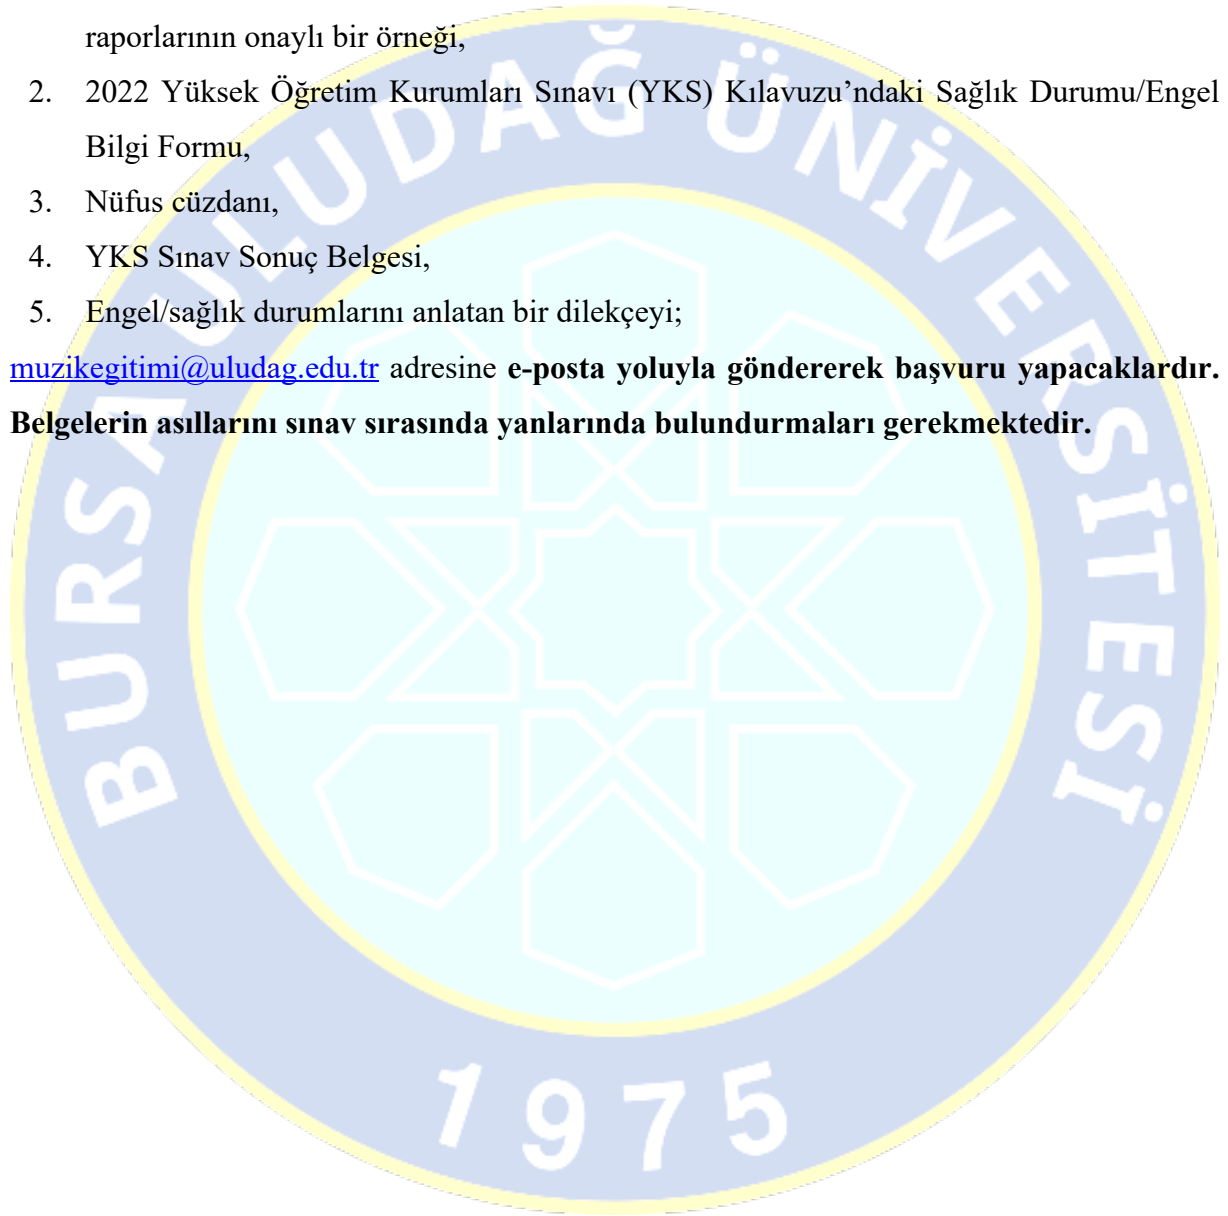 raporlarının onaylı bir örneği,
2. 2022 Yüksek Öğretim Kurumları Sınavı (YKS) Kılavuzu’ndaki Sağlık Durumu/Engel
Bilgi Formu,
3. Nüfus cüzdanı,
4. YKS Sınav Sonuç Belgesi,
5. Engel/sağlık durumlarını anlatan bir dilekçeyi;
muzikegitimi@uludag.edu.tr adresine e-posta yoluyla göndererek başvuru yapacaklardır.
Belgelerin asıllarını sınav sırasında yanlarında bulundurmaları gerekmektedir.
BURSA ULUDAĞ ÜNİVERSİTESİ
1975